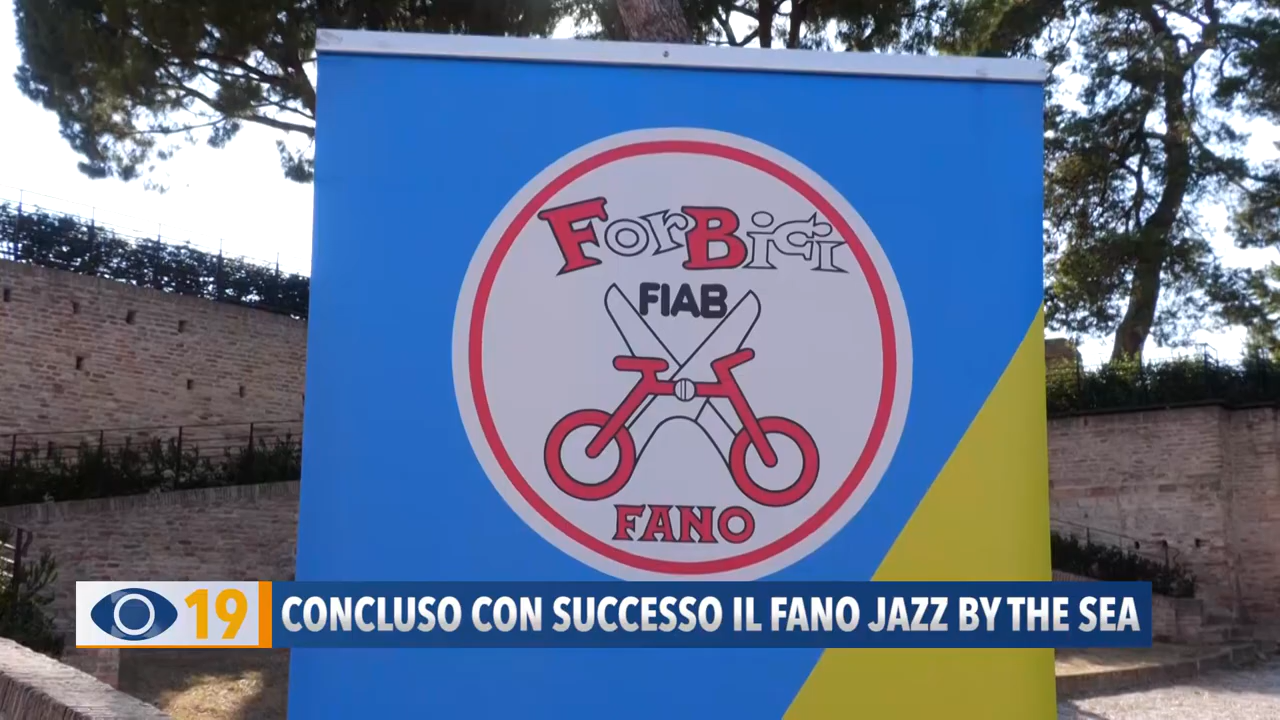 ForBici
FIAB
FANO
19 CONCLUSO CON SUCCESSO IL FANO JAZZ BY THE SEA